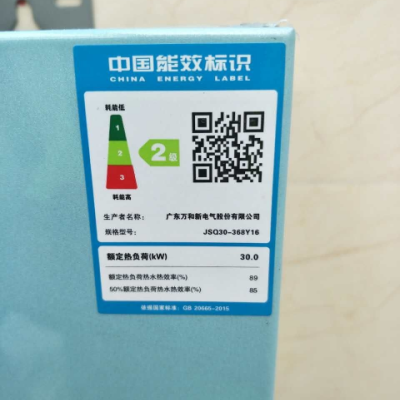 中国能效标识
CHINA ENERGY LABEL
耗能低
1
2
3
2级
耗能高
生产者名称: 广东万和新电气股份有限公司
规格型号: JSQ30-368Y16
额定热负荷(kW) 30.0
额定热负荷热水热效率(%) 89
50%额定热负荷热水热效率(%) 85
依据国家标准: GB 20665-2015